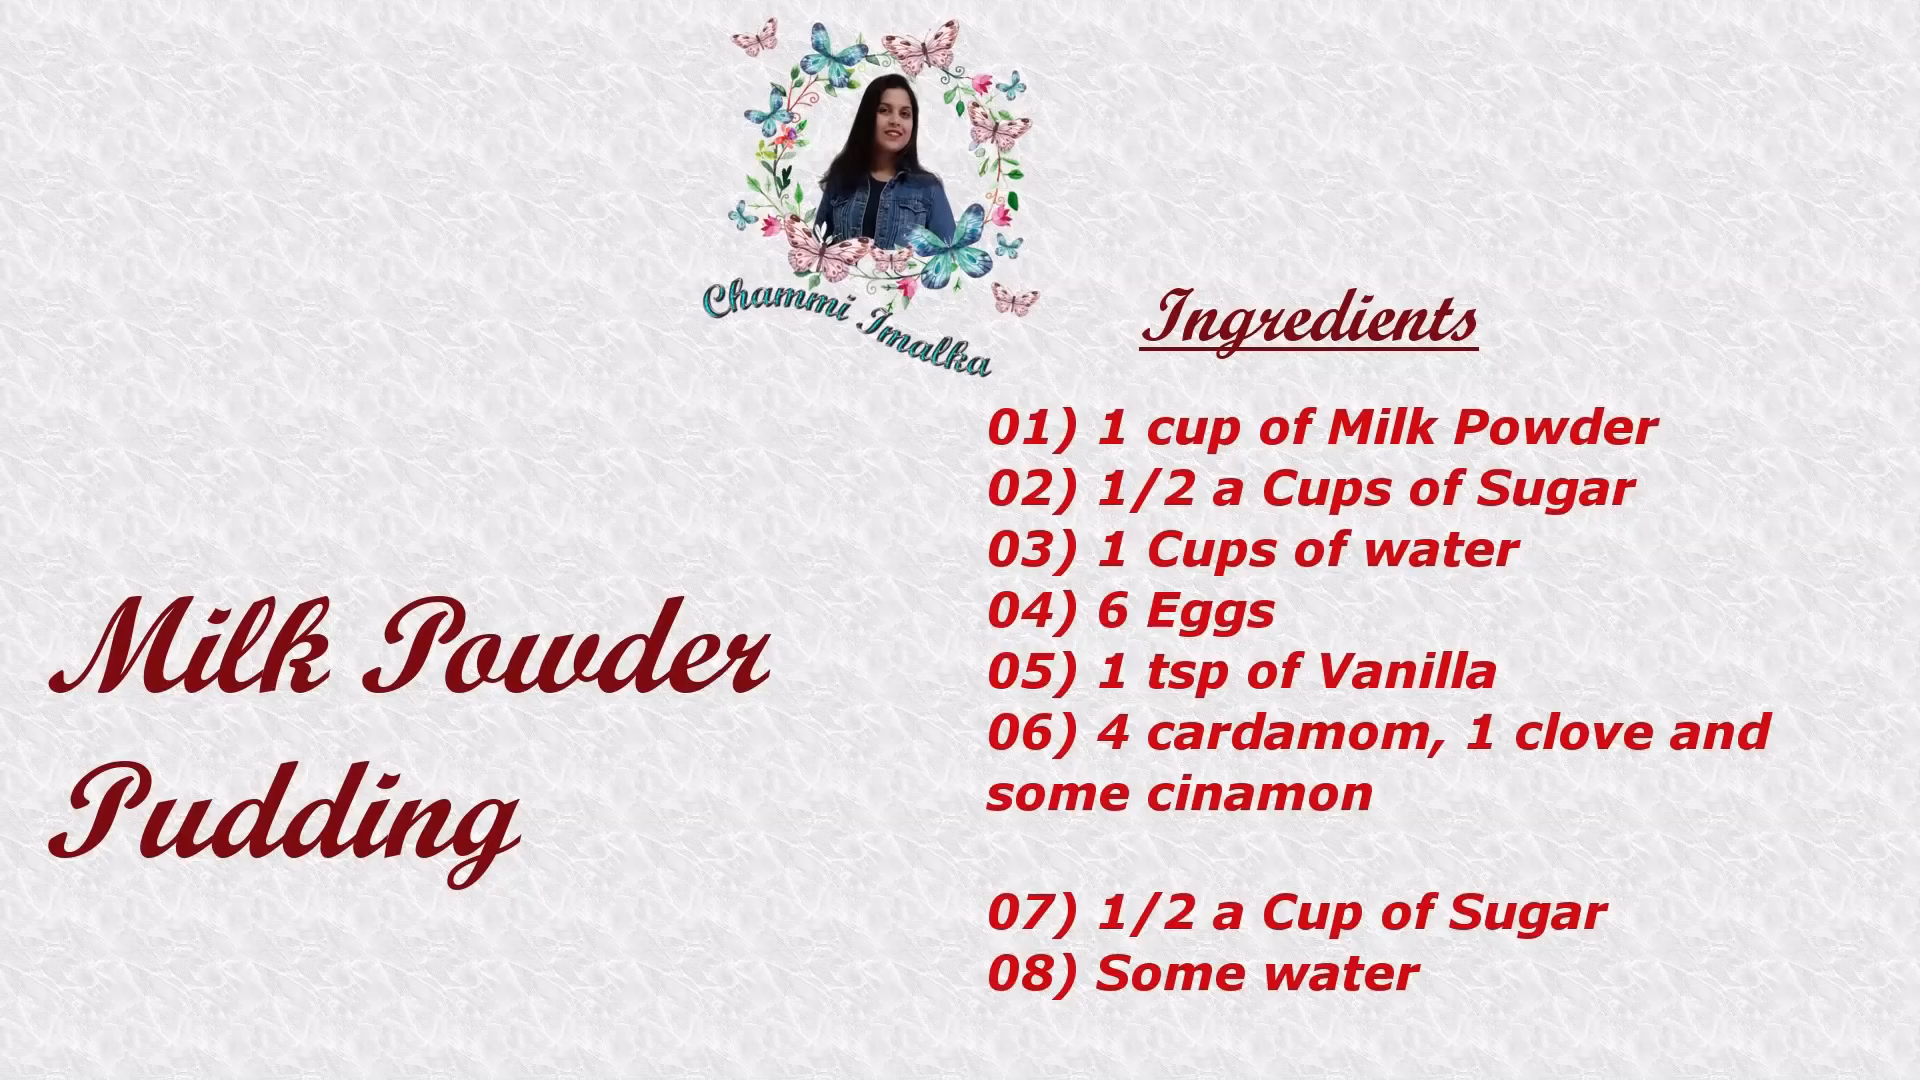 Chammi Imalka
Ingredients
01) 1 cup of Milk Powder
02) 1/2 a Cups of Sugar
03) 1 Cups of water
04) 6 Eggs
05) 1 tsp of Vanilla
06) 4 cardamom, 1 clove and
some cinamon
07) 1/2 a Cup of Sugar
08) Some water
Milk Powder
Pudding